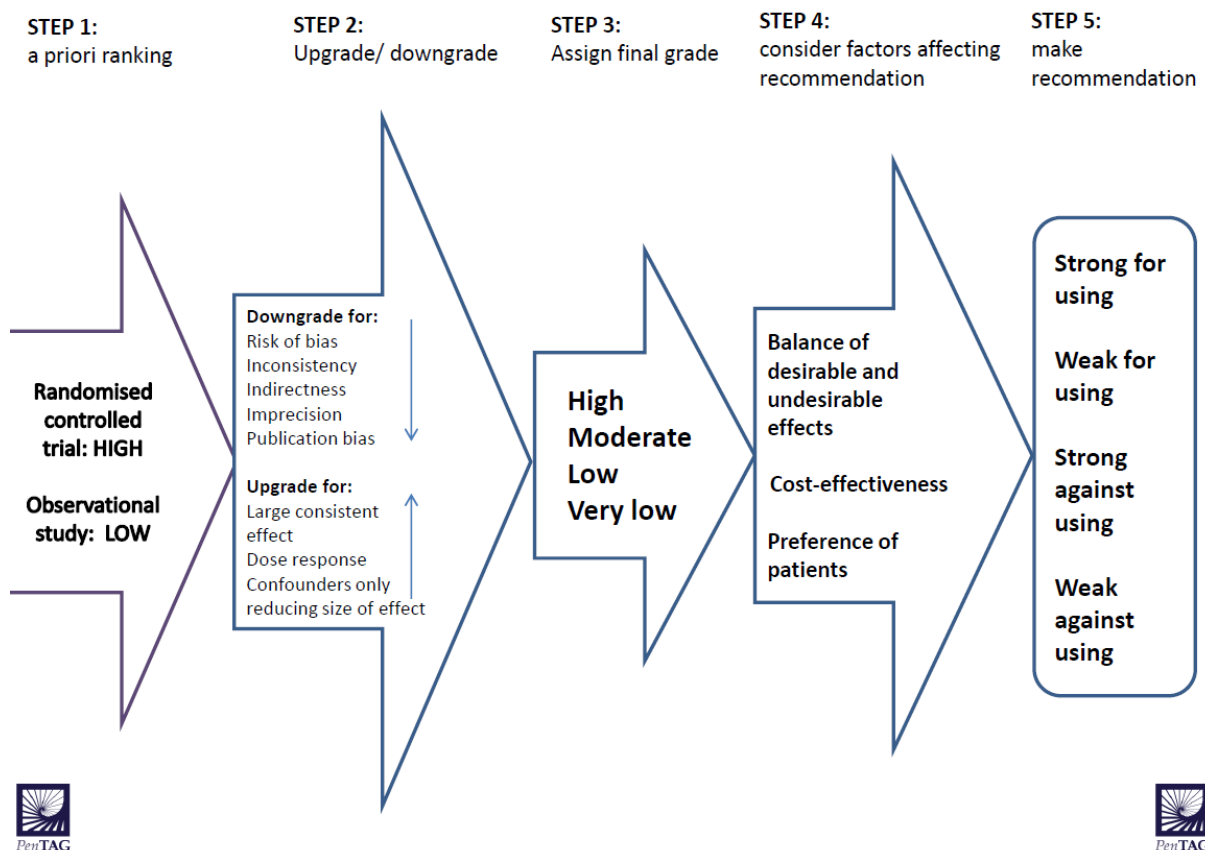 STEP 1:
a priori ranking
STEP 2:
Upgrade/ downgrade
STEP 3:
Assign final grade
STEP 4:
consider factors affecting
recommendation
STEP 5:
make
recommendation
Randomised
controlled
trial: HIGH
Observational
study: LOW
Downgrade for:
Risk of bias
Inconsistency
Indirectness
Imprecision
Publication bias
Upgrade for:
Large consistent
effect
Dose response
Confounders only
reducing size of effect
High
Moderate
Low
Very low
Balance of
desirable and
undesirable
effects
Cost-effectiveness
Preference of
patients
Strong for
using
Weak for
using
Strong
against
using
Weak
against
using
PenTAG
PenTAG